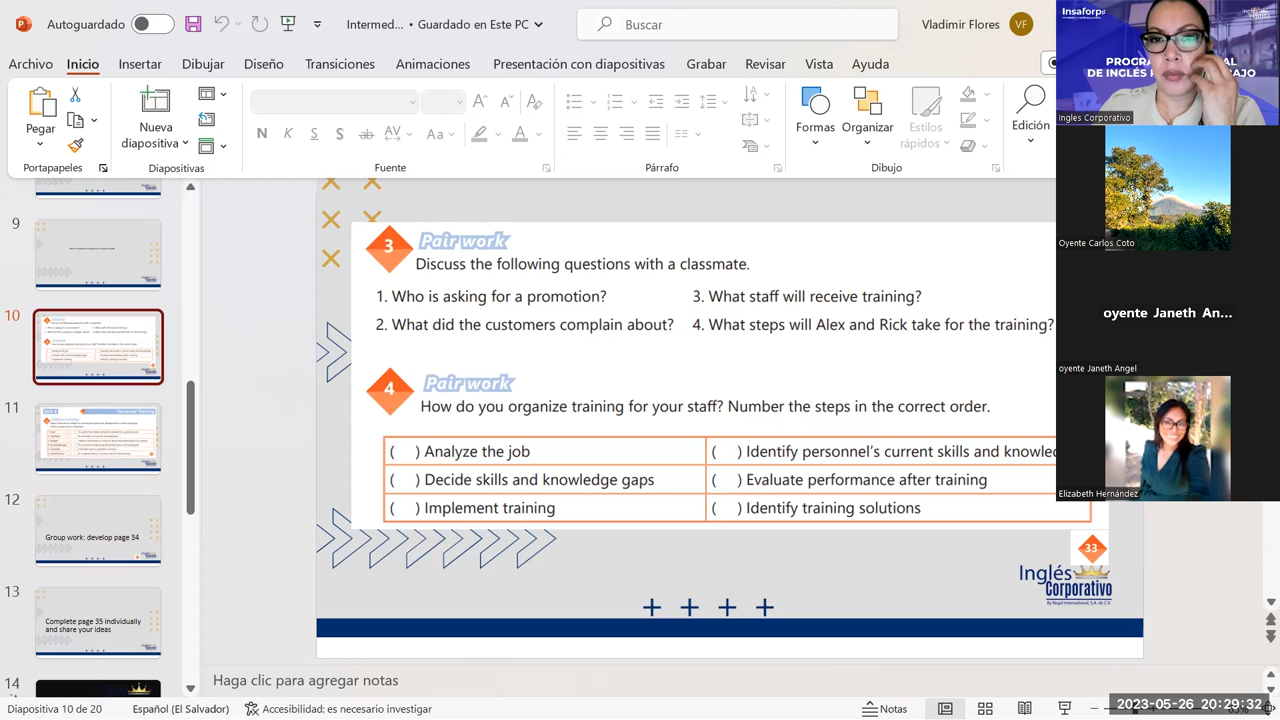 Autoguardado
• Guardado en Este PC
Buscar
Vladimir Flores
VF
Archivo
Inicio
Insertar
Dibujar
Diseño
Transiciones
Animaciones
Presentación con diapositivas
Grabar
Revisar
Vista
Ayuda
Pegar
Nueva diapositiva
Formas
Organizar
Estilos rápidos
Edición
Portapapeles
Diapositivas
Fuente
Párrafo
Dibujo
9
10
11
12
Group work: develop page 34
13
Complete page 35 individually
and share your ideas
14
3 Pair work
Discuss the following questions with a classmate.
1. Who is asking for a promotion?
3. What staff will receive training?
2. What did the customers complain about?
4. What steps will Alex and Rick take for the training?
4 Pair work
How do you organize training for your staff? Number the steps in the correct order.
( ) Analyze the job
( ) Identify personnel's current skills and
) Decide skills and knowledge gaps
( ) Evaluate performance after training
) Implement training
( ) Identify training solutions
33
Inglés
Corporativo
By Regal International, S.A. de C.V.
Haga clic para agregar notas
Diapositiva 10 de 20
Español (El Salvador)
Accesibilidad: es necesario investigar
Notas
2023-05-26 20:29:32
Insaforp
DE INGLÉS
Ingles Corporativo
Oyente Carlos Coto
oyente Janeth An...
oyente Janeth Angel
Elizabeth Hernández